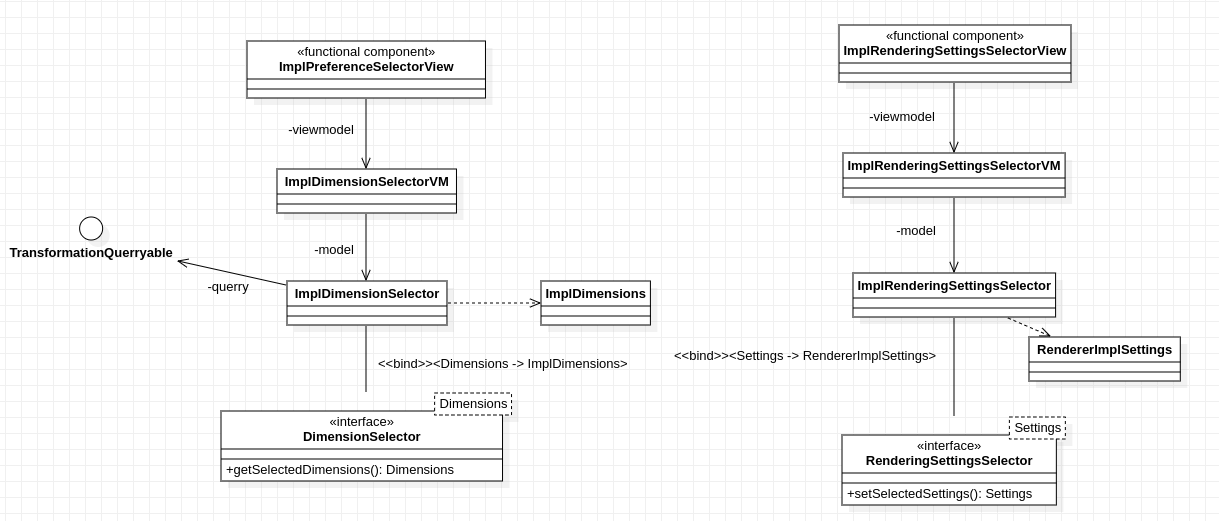 «functional component»
ImplPreferenceSelectorView
-viewmodel
ImplDimensionSelectorVM
-model
TransformationQuerryable
-querry
ImplDimensionSelector
ImplDimensions
<<bind>><Dimensions -> ImplDimensions>
Dimensions
«interface»
DimensionSelector
+getSelectedDimensions(): Dimensions
«functional component»
ImplRenderingSettingsSelectorView
-viewmodel
ImplRenderingSettingsSelectorVM
-model
ImplRenderingSettingsSelector
<<bind>><Settings -> RendererImplSettings>
RendererImplSettings
Settings
«interface»
RenderingSettingsSelector
+setSelectedSettings(): Settings